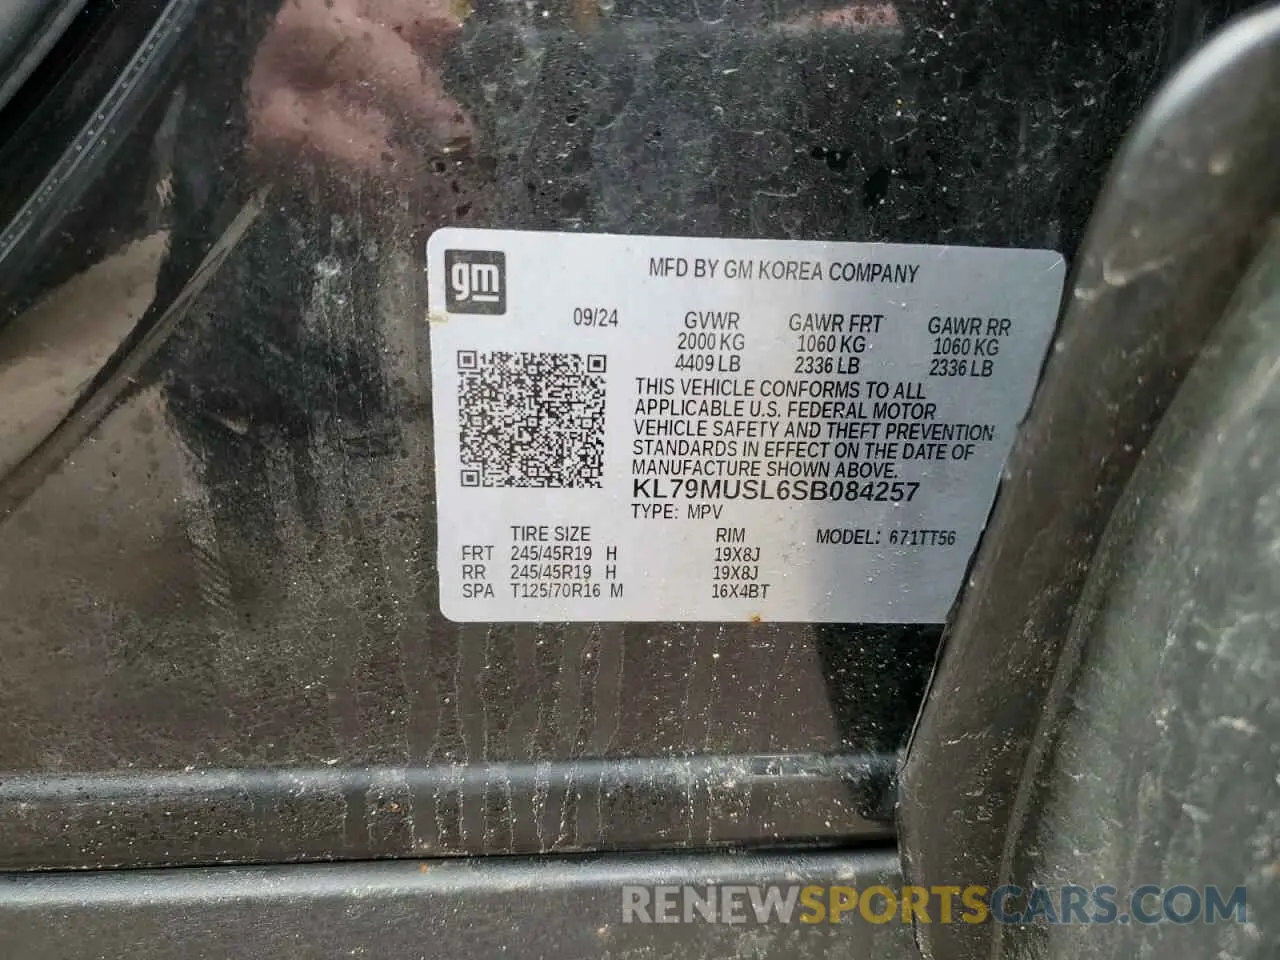 gm
MFD BY GM KOREA COMPANY
09/24
GVWR GAWR FRT GAWR RR
2000 KG 1060 KG 1060 KG
4409 LB 2336 LB 2336 LB
THIS VEHICLE CONFORMS TO ALL
APPLICABLE U.S. FEDERAL MOTOR
VEHICLE SAFETY AND THEFT PREVENTION
STANDARDS IN EFFECT ON THE DATE OF
MANUFACTURE SHOWN ABOVE.
KL79MUSL6SB084257
TYPE: MPV
TIRE SIZE RIM MODEL: 671TT56
FRT 245/45R19 H 19X8J
RR 245/45R19 H 19X8J
SPA T125/70R16 M 16X4BT
RENEWSPORTSCARS.COM